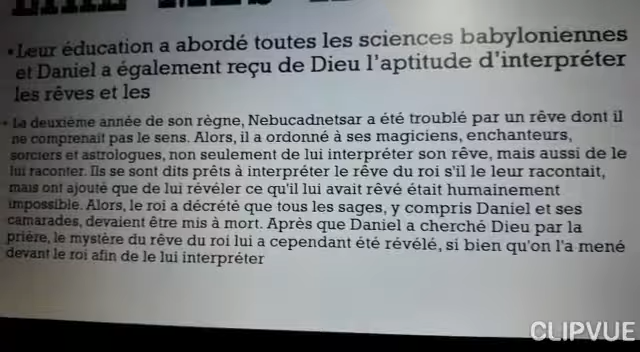 • Leur éducation a abordé toutes les sciences babyloniennes
et Daniel a également reçu de Dieu l'aptitude d'interpréter
les rêves et les
• La deuxième année de son règne, Nebucadnetsar a été troublé par un rêve dont il
ne comprenait pas le sens. Alors, il a ordonné à ses magiciens, enchanteurs,
sorciers et astrologues, non seulement de lui interpréter son rêve, mais aussi de le
lui raconter. Ils se sont dits prêts à interpréter le rêve du roi s'il le leur racontait,
mais ont ajouté que de lui révéler ce qu'il lui avait rêvé était humainement
impossible. Alors, le roi a décrété que tous les sages, y compris Daniel et ses
camarades, devaient être mis à mort. Après que Daniel a cherché Dieu par la
prière, le mystère du rêve du roi lui a cependant été révélé, si bien qu'on l'a mené
devant le roi afin de le lui interpréter
CLIPVUE